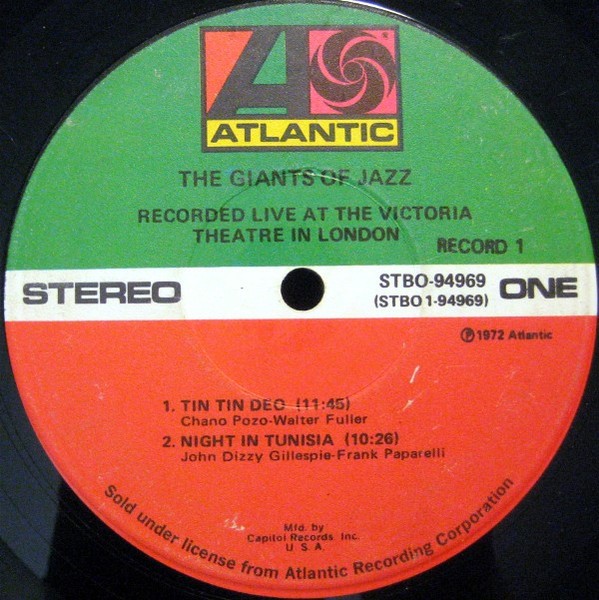 ATLANTIC
THE GIANTS OF JAZZ
RECORDED LIVE AT THE VICTORIA
THEATRE IN LONDON
RECORD 1
STEREO
STBO-94969
(STBO 1-94969)
ONE
Ⓟ1972 Atlantic
1. TIN TIN DEO (11:45)
Chano Pozo-Walter Fuller
2. NIGHT IN TUNISIA (10:26)
John Dizzy Gillespie-Frank Paparelli
Mfd. by
Capitol Records, Inc.
U.S.A.
Sold under license from Atlantic Recording Corporation